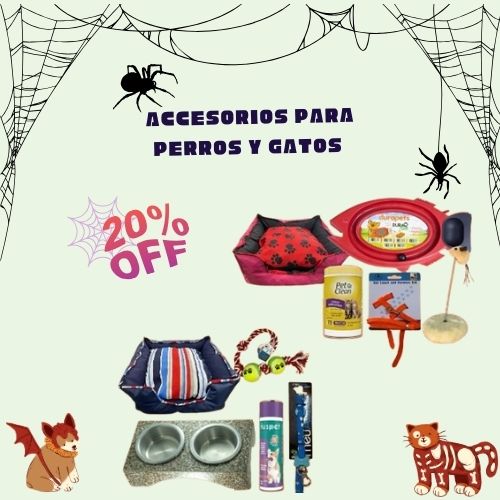 ACCESORIOS PARA
PERROS Y GATOS
20%
OFF
durapets
Pet
Clean